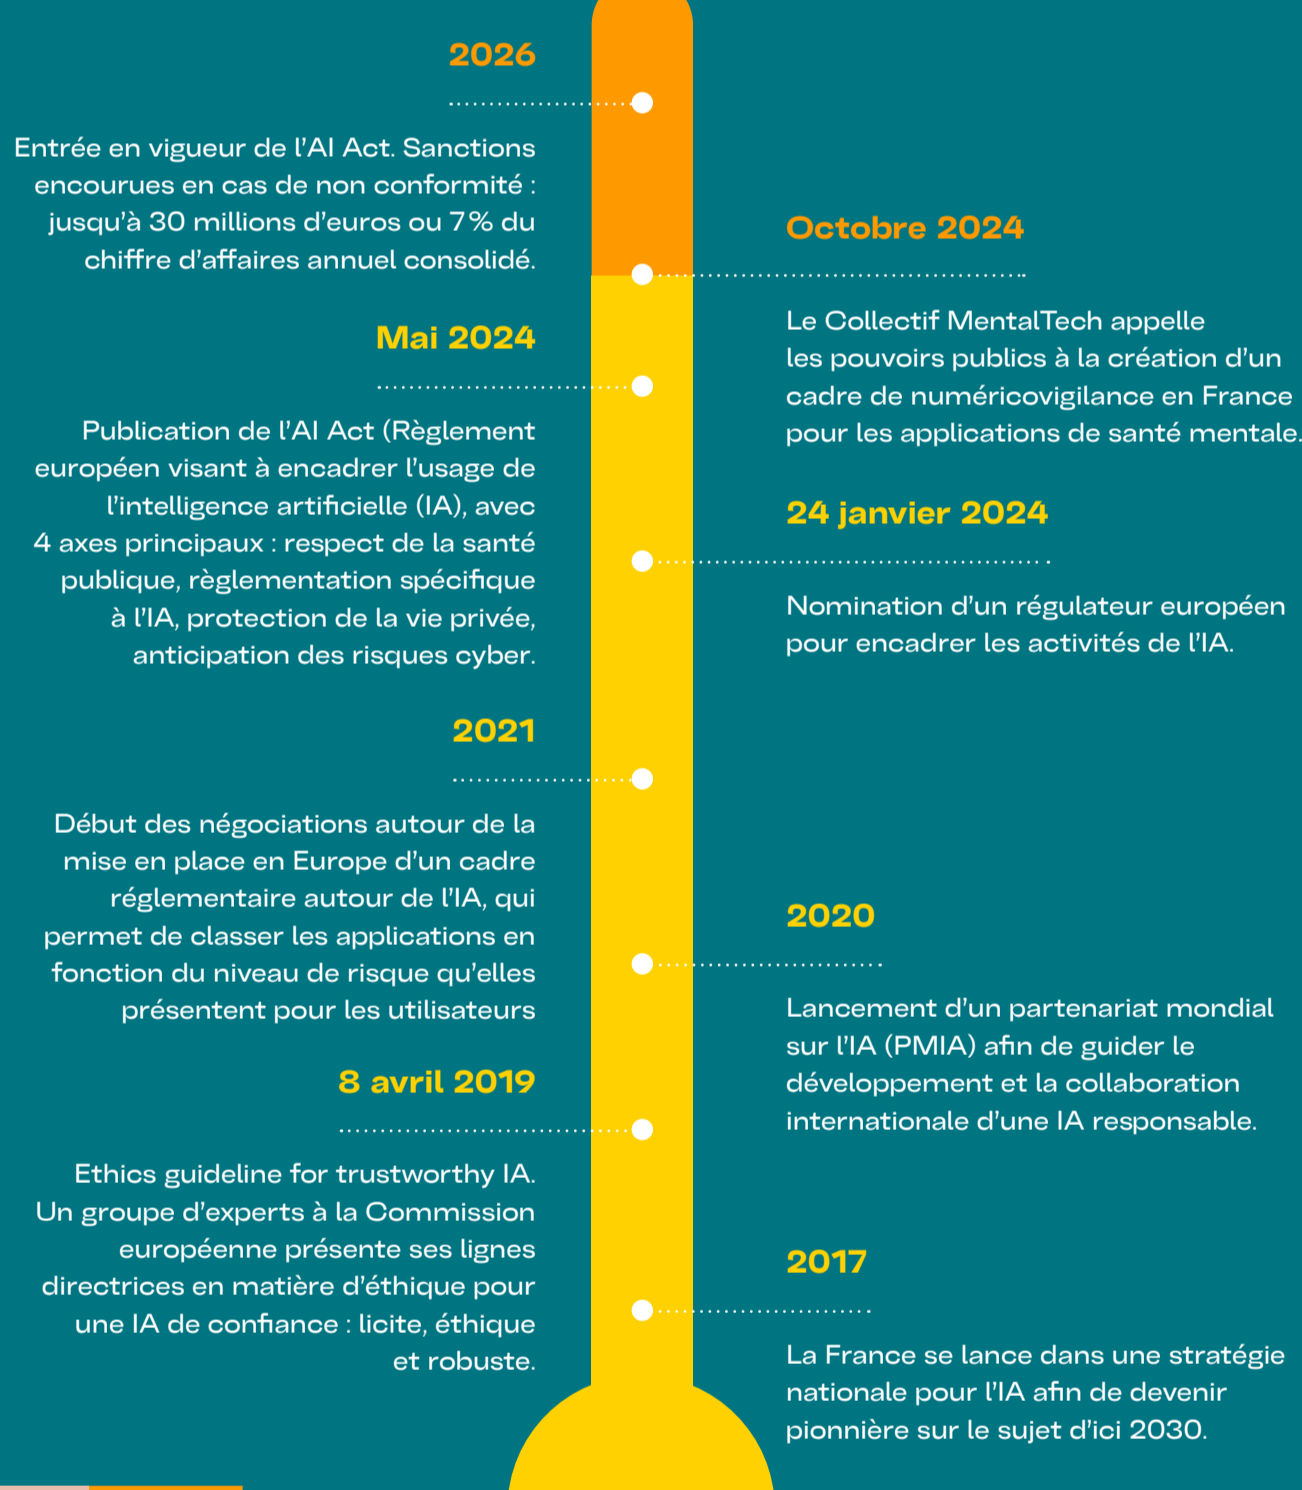 2026
Entrée en vigueur de l'AI Act. Sanctions
encourues en cas de non conformité :
jusqu'à 30 millions d'euros ou 7% du
chiffre d'affaires annuel consolidé.
Octobre 2024
Le Collectif MentalTech appelle
les pouvoirs publics à la création d'un
cadre de numéricovigilance en France
pour les applications de santé mentale.
Mai 2024
Publication de l'AI Act (Règlement
européen visant à encadrer l'usage de
l'intelligence artificielle (IA), avec
4 axes principaux : respect de la santé
publique, règlementation spécifique
à l'IA, protection de la vie privée,
anticipation des risques cyber.
24 janvier 2024
Nomination d'un régulateur européen
pour encadrer les activités de l'IA.
2021
Début des négociations autour de la
mise en place en Europe d'un cadre
réglementaire autour de l'IA, qui
permet de classer les applications en
fonction du niveau de risque qu'elles
présentent pour les utilisateurs
2020
Lancement d'un partenariat mondial
sur l'IA (PMIA) afin de guider le
développement et la collaboration
internationale d'une IA responsable.
8 avril 2019
Ethics guideline for trustworthy IA.
Un groupe d'experts à la Commission
européenne présente ses lignes
directrices en matière d'éthique pour
une IA de confiance : licite, éthique
et robuste.
2017
La France se lance dans une stratégie
nationale pour l'IA afin de devenir
pionnière sur le sujet d'ici 2030.